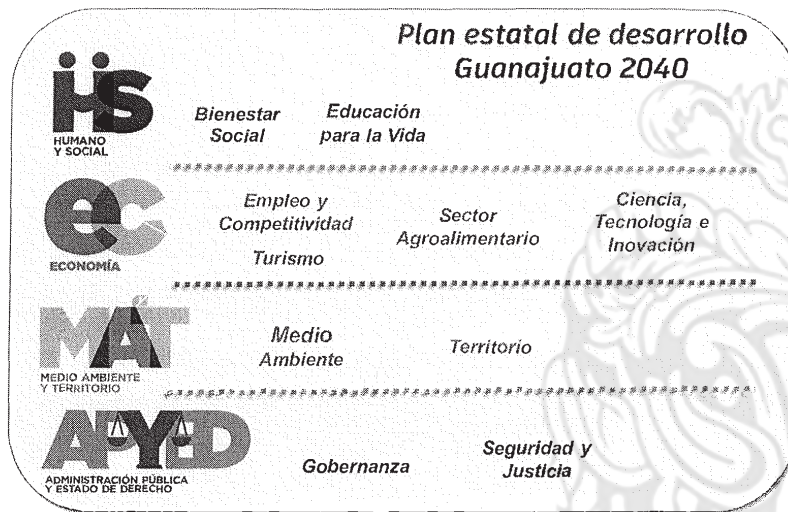 Plan estatal de desarrollo
Guanajuato 2040
HS
HUMANO
Y SOCIAL
Bienestar
Social
Educación
para la Vida
ec
ECONOMÍA
Empleo y
Competitividad
Turismo
Sector
Agroalimentario
Ciencia,
Tecnología e
Inovación
MAT
MEDIO AMBIENTE
Y TERRITORIO
Medio
Ambiente
Territorio
APYED
ADMINISTRACIÓN PÚBLICA
Y ESTADO DE DERECHO
Gobernanza
Seguridad y
Justicia